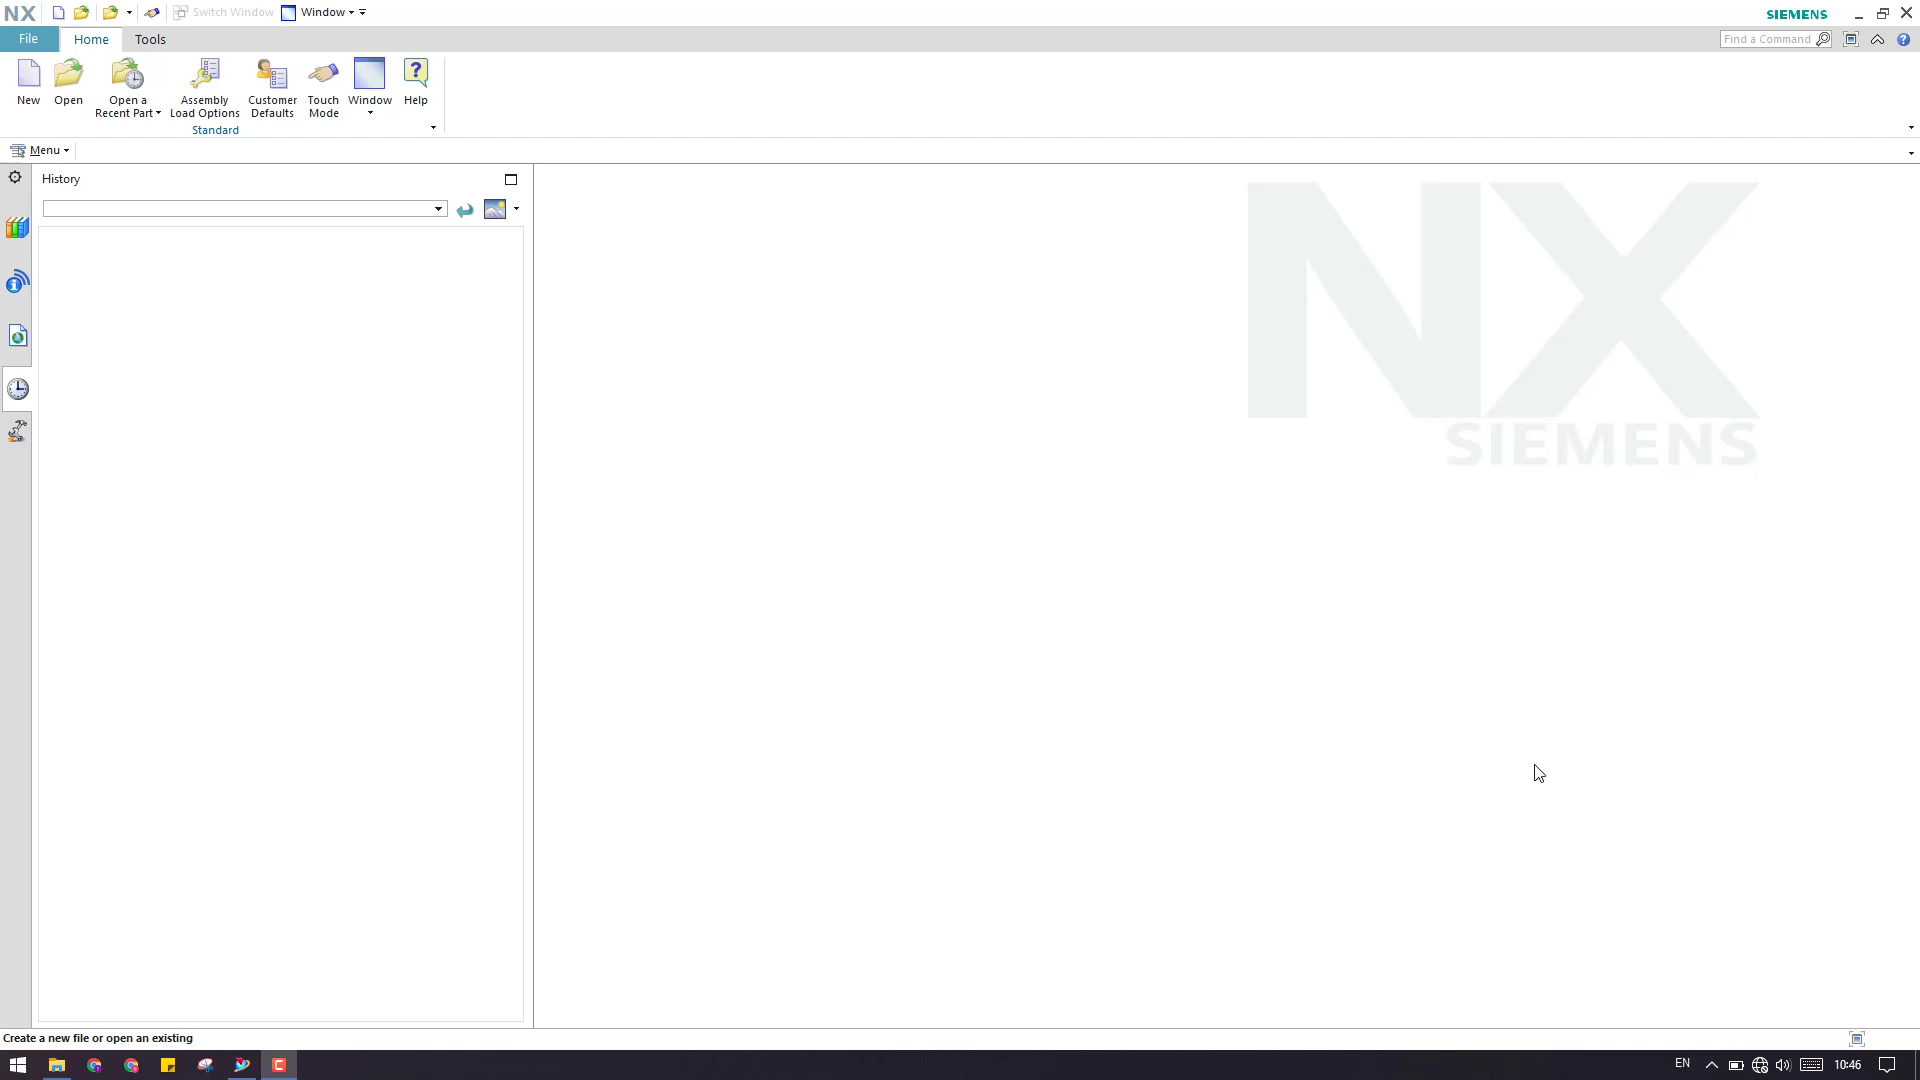 NX
Switch Window
Window
SIEMENS
File
Home
Tools
Find a Command
New
Open
Open a
Recent Part
Assembly
Load Options
Customer
Defaults
Touch
Mode
Window
Help
Standard
Menu
History
NX
SIEMENS
Create a new file or open an existing
EN
10:46